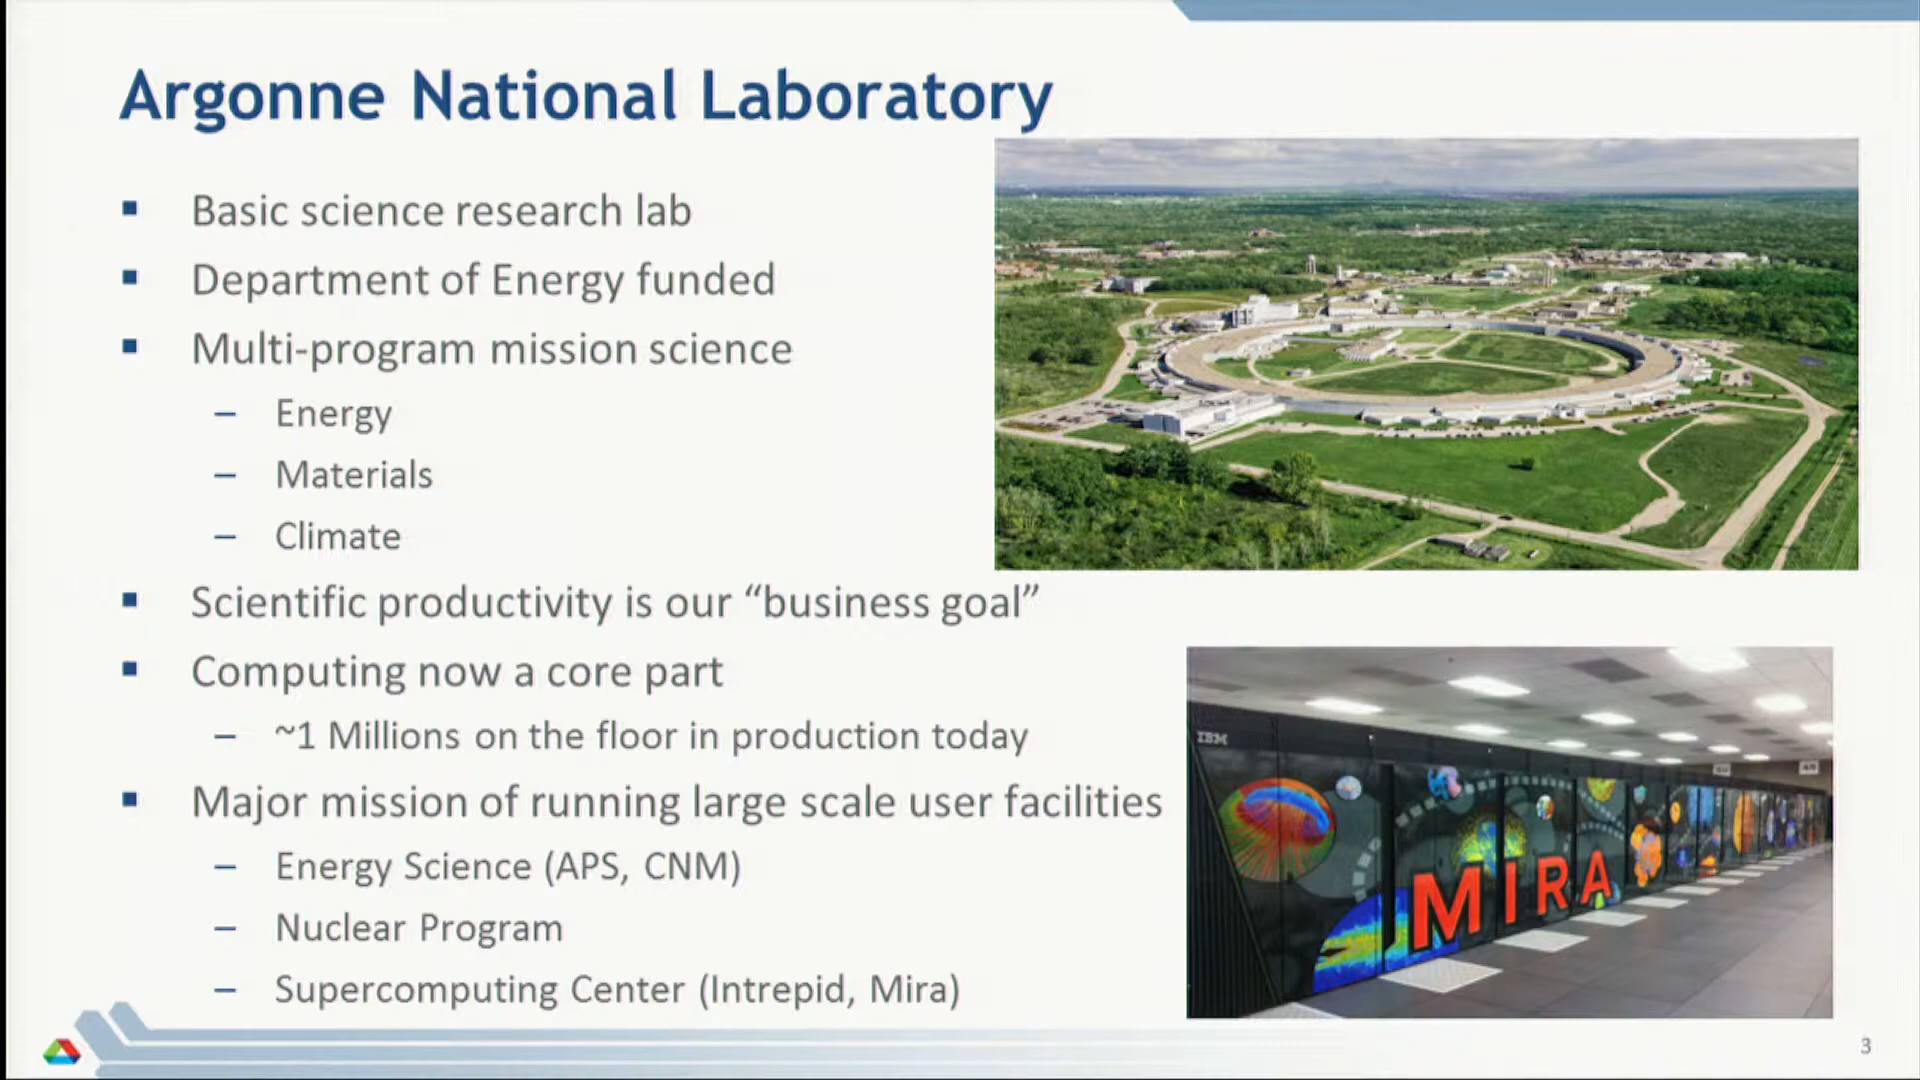 Argonne National Laboratory
Basic science research lab
Department of Energy funded
Multi-program mission science
– Energy
– Materials
– Climate
Scientific productivity is our “business goal”
Computing now a core part
– ~1 Millions on the floor in production today
Major mission of running large scale user facilities
– Energy Science (APS, CNM)
– Nuclear Program
– Supercomputing Center (Intrepid, Mira)
IBM
MIRA
3